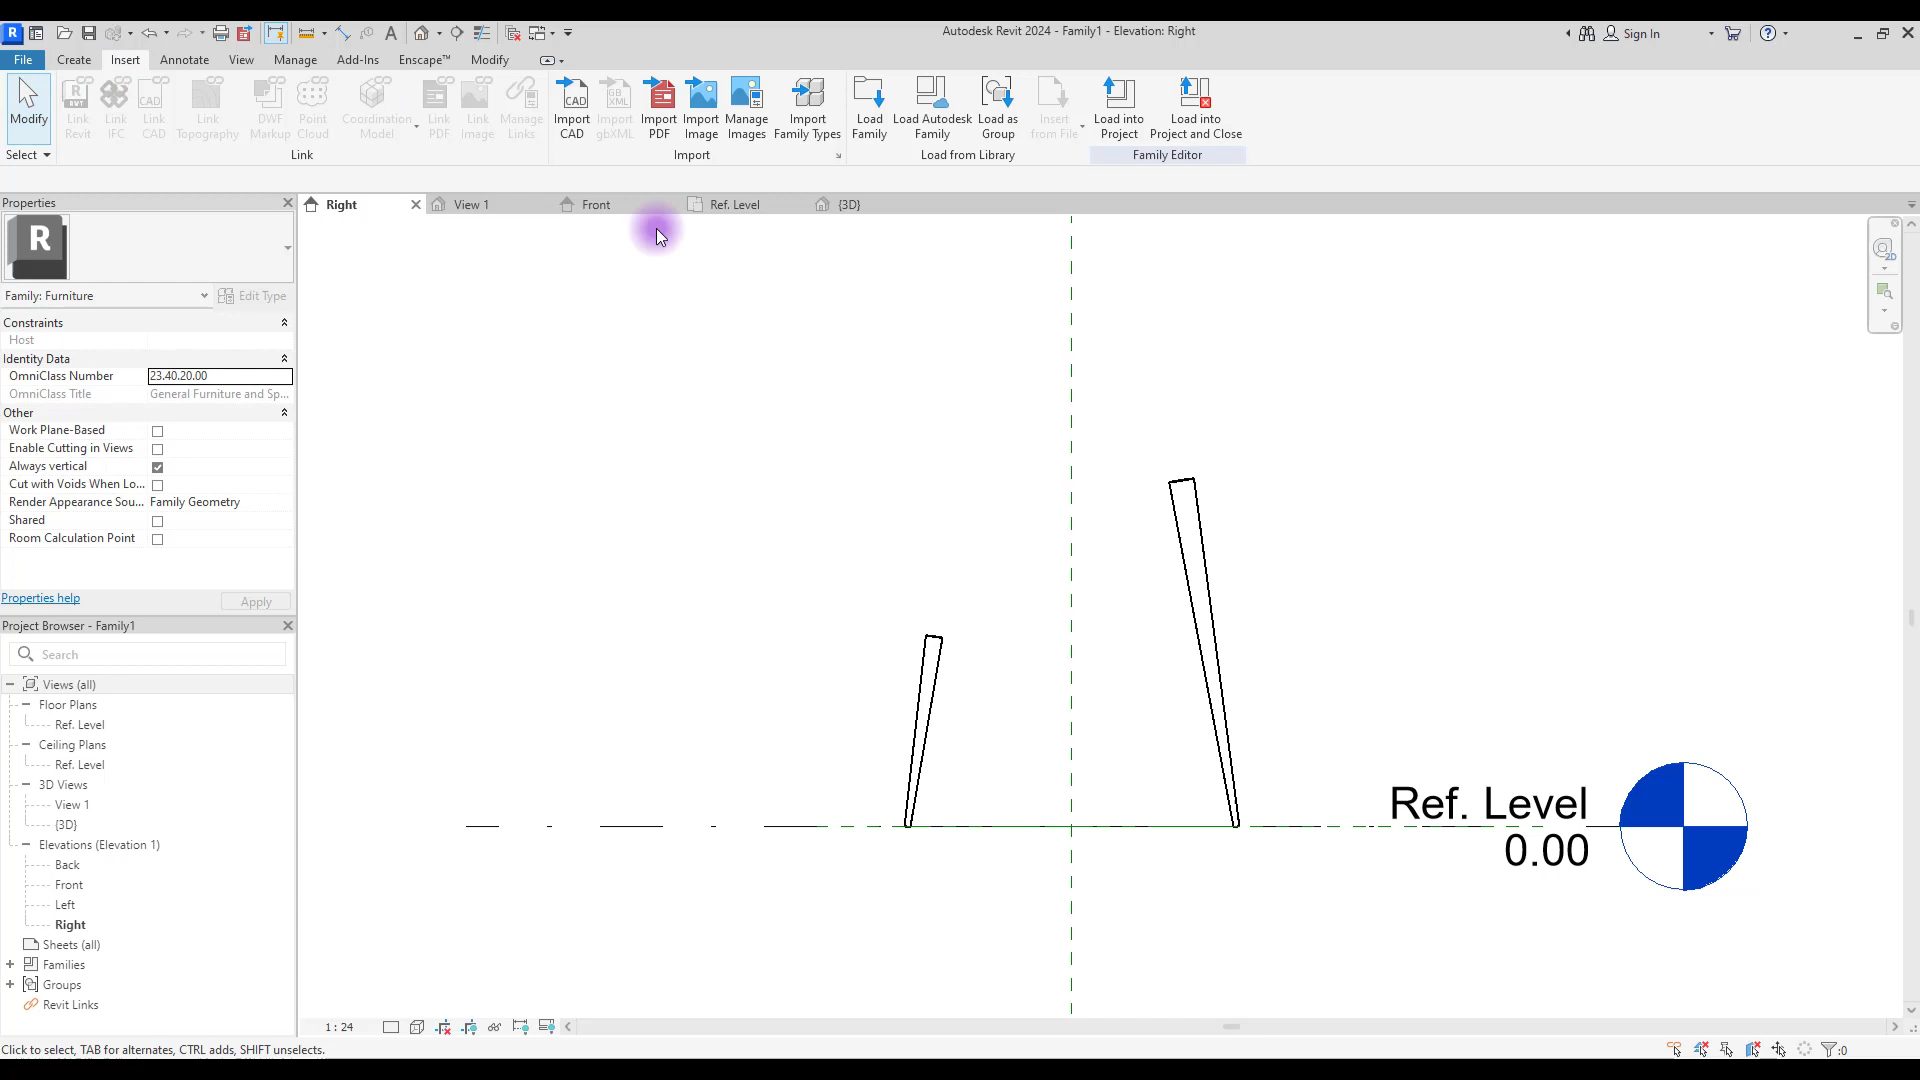 Autodesk Revit 2024 - Family1 - Elevation: Right
Sign In
File Create Insert Annotate View Manage Add-Ins Enscape™ Modify
Modify
Link Revit
Link IFC
Link CAD
Link Topography
DWF Markup
Point Cloud
Coordination Model
Link PDF
Link Image
Manage Links
Import CAD
Import gbXML
Import PDF
Import Image
Manage Images
Import Family Types
Load Family
Load Autodesk Family
Load as Group
Insert from File
Load into Project
Load into Project and Close
Select Link Import Load from Library Family Editor
Properties
Right View 1 Front Ref. Level {3D}
R
Family: Furniture Edit Type
Constraints
Host
Identity Data
OmniClass Number 23.40.20.00
OmniClass Title General Furniture and Sp...
Other
Work Plane-Based
Enable Cutting in Views
Always vertical
Cut with Voids When Lo...
Render Appearance Sou... Family Geometry
Shared
Room Calculation Point
Properties help Apply
Project Browser - Family1
Search
Views (all)
Floor Plans
Ref. Level
Ceiling Plans
Ref. Level
3D Views
View 1
{3D}
Elevations (Elevation 1)
Back
Front
Left
Right
Sheets (all)
Families
Groups
Revit Links
Ref. Level
0.00
1 : 24
Click to select, TAB for alternates, CTRL adds, SHIFT unselects.
:0